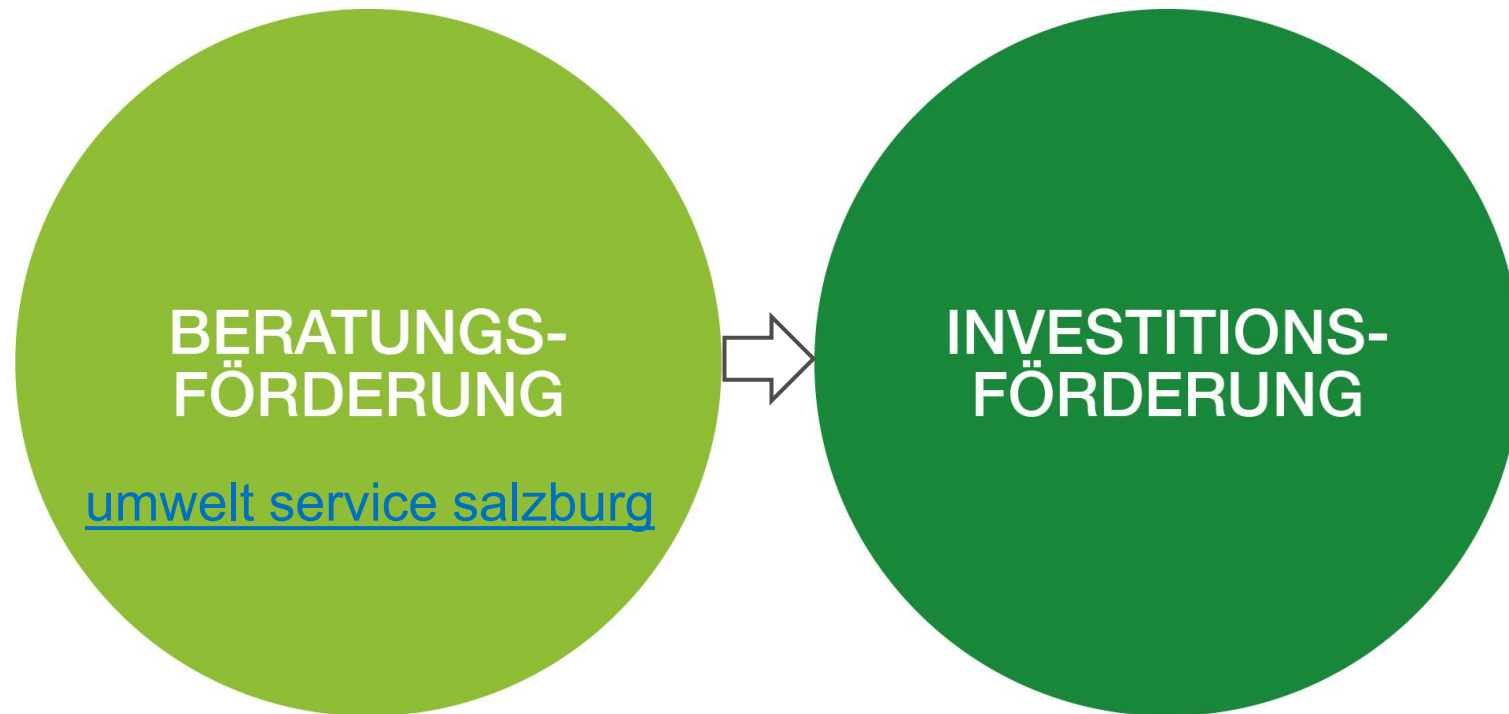 BERATUNGS-
FÖRDERUNG
umwelt service salzburg
INVESTITIONS-
FÖRDERUNG